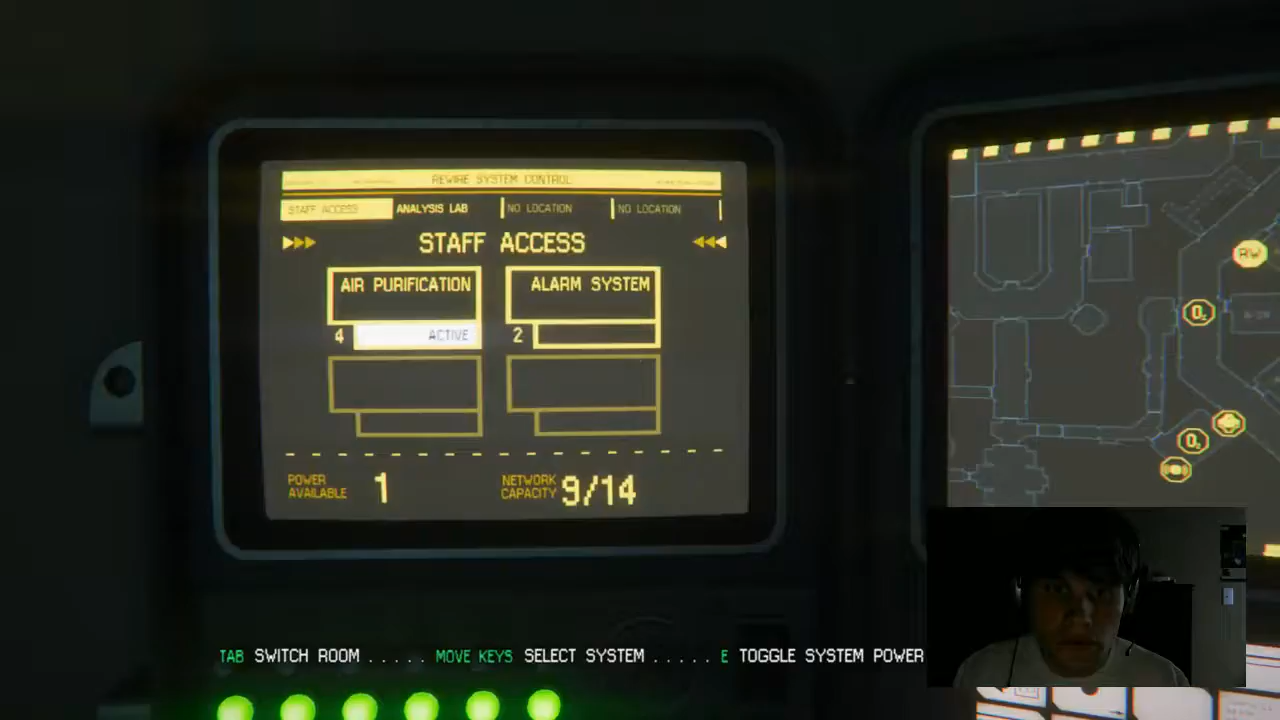 REWIRE SYSTEM CONTROL
STAFF ACCESS ANALYSIS LAB NO LOCATION NO LOCATION
STAFF ACCESS
AIR PURIFICATION ALARM SYSTEM
4 ACTIVE 2
POWER AVAILABLE 1 NETWORK CAPACITY 9/14
RW
O₂
O₂
TAB SWITCH ROOM ..... MOVE KEYS SELECT SYSTEM ..... E TOGGLE SYSTEM POWER